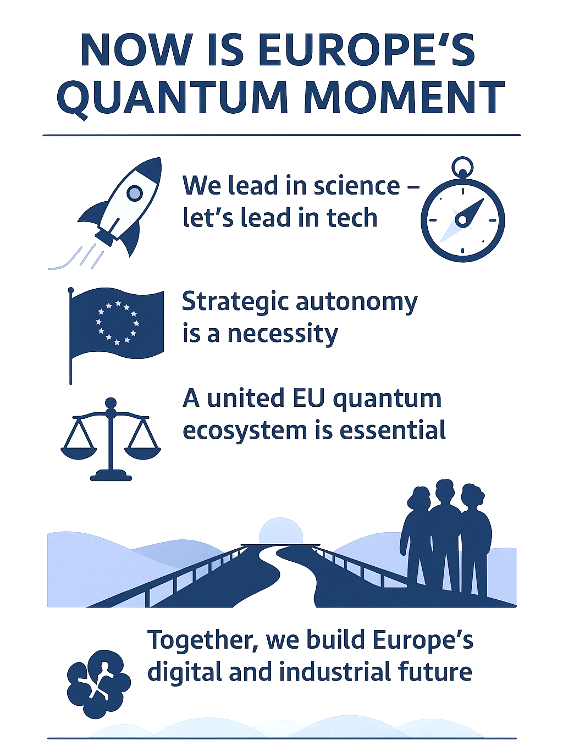 NOW IS EUROPE‘S
QUANTUM MOMENT
We lead in science –
let’s lead in tech
Strategic autonomy
is a necessity
A united EU quantum
ecosystem is essential
Together, we build Europe’s
digital and industrial future